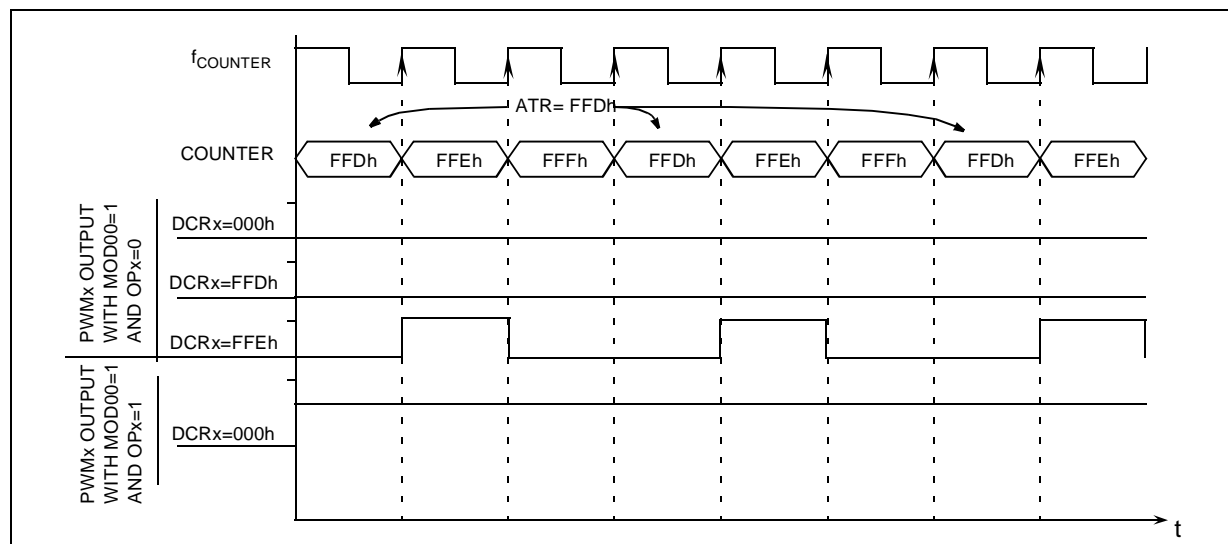 fCOUNTER
ATR= FFDh
COUNTER
FFDh FFEh FFFh FFDh FFEh FFFh FFDh FFEh
PWMx OUTPUT
WITH MOD00=1
AND OPx=0
DCRx=000h
DCRx=FFDh
DCRx=FFEh
PWMx OUTPUT
WITH MOD00=1
AND OPx=1
DCRx=000h
t